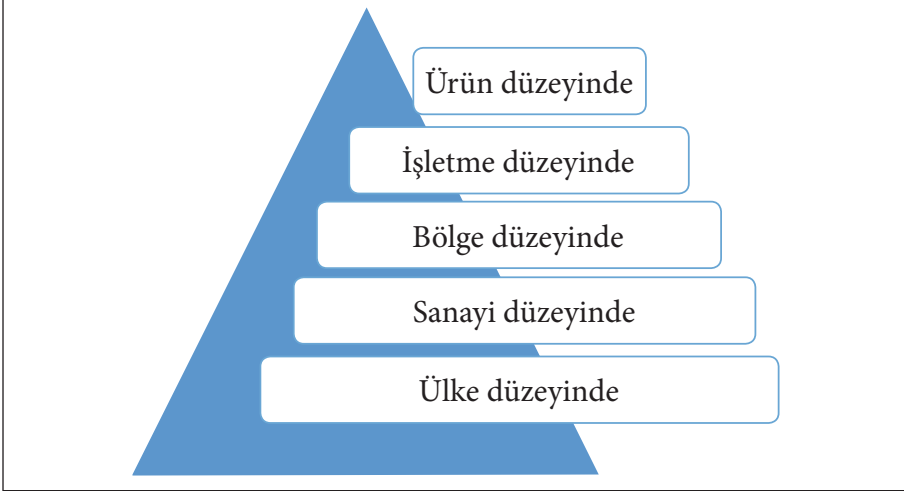 Ürün düzeyinde
İşletme düzeyinde
Bölge düzeyinde
Sanayi düzeyinde
Ülke düzeyinde